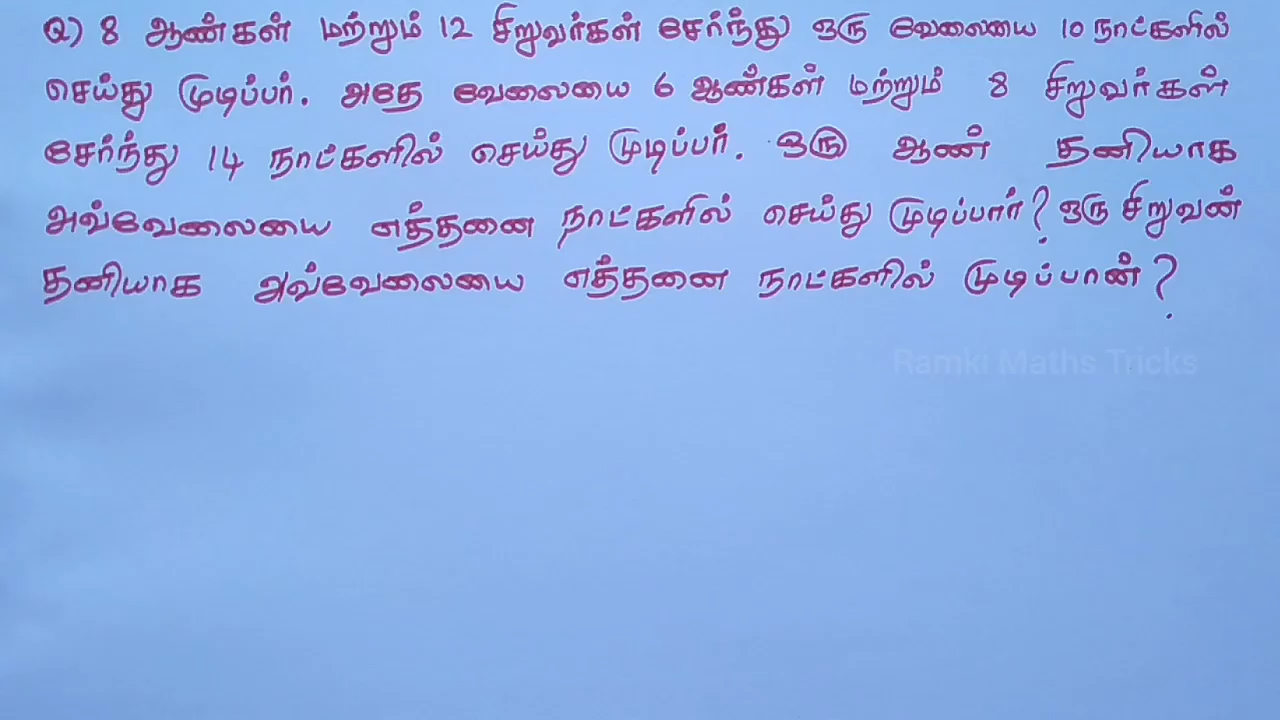 Q) 8 ஆண்கள் மற்றும் 12 சிறுவர்கள் சேர்ந்து ஒரு வேலையை 10 நாட்களில்
செய்து முடிப்பர். அதே வேலையை 6 ஆண்கள் மற்றும் 8 சிறுவர்கள்
சேர்ந்து 14 நாட்களில் செய்து முடிப்பர். ஒரு ஆண் தனியாக
அவ்வேலையை எத்தனை நாட்களில் செய்து முடிப்பார்? ஒரு சிறுவன்
தனியாக அவ்வேலையை எத்தனை நாட்களில் முடிப்பான்?
Ramki Maths Tricks